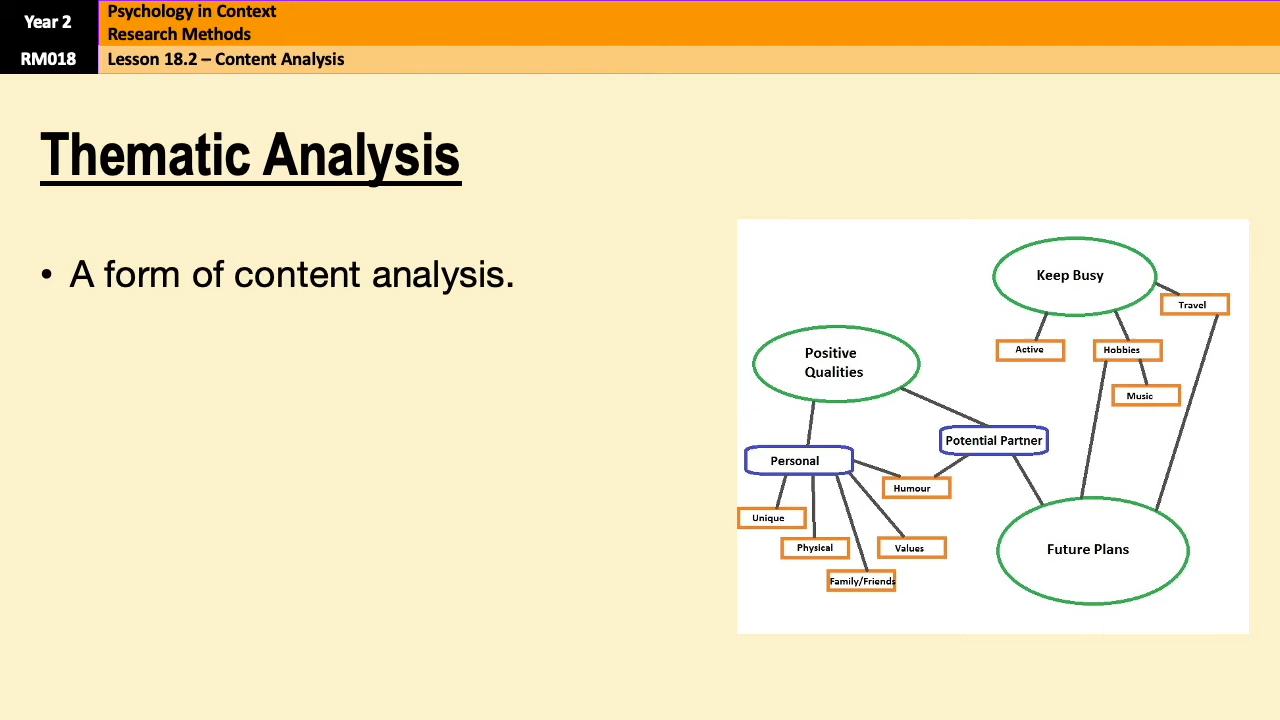 Year 2
Psychology in Context
Research Methods
RM018
Lesson 18.2 – Content Analysis
Thematic Analysis
• A form of content analysis.
Keep Busy
Travel
Active
Hobbies
Music
Positive
Qualities
Potential Partner
Personal
Humour
Unique
Physical
Values
Family/Friends
Future Plans